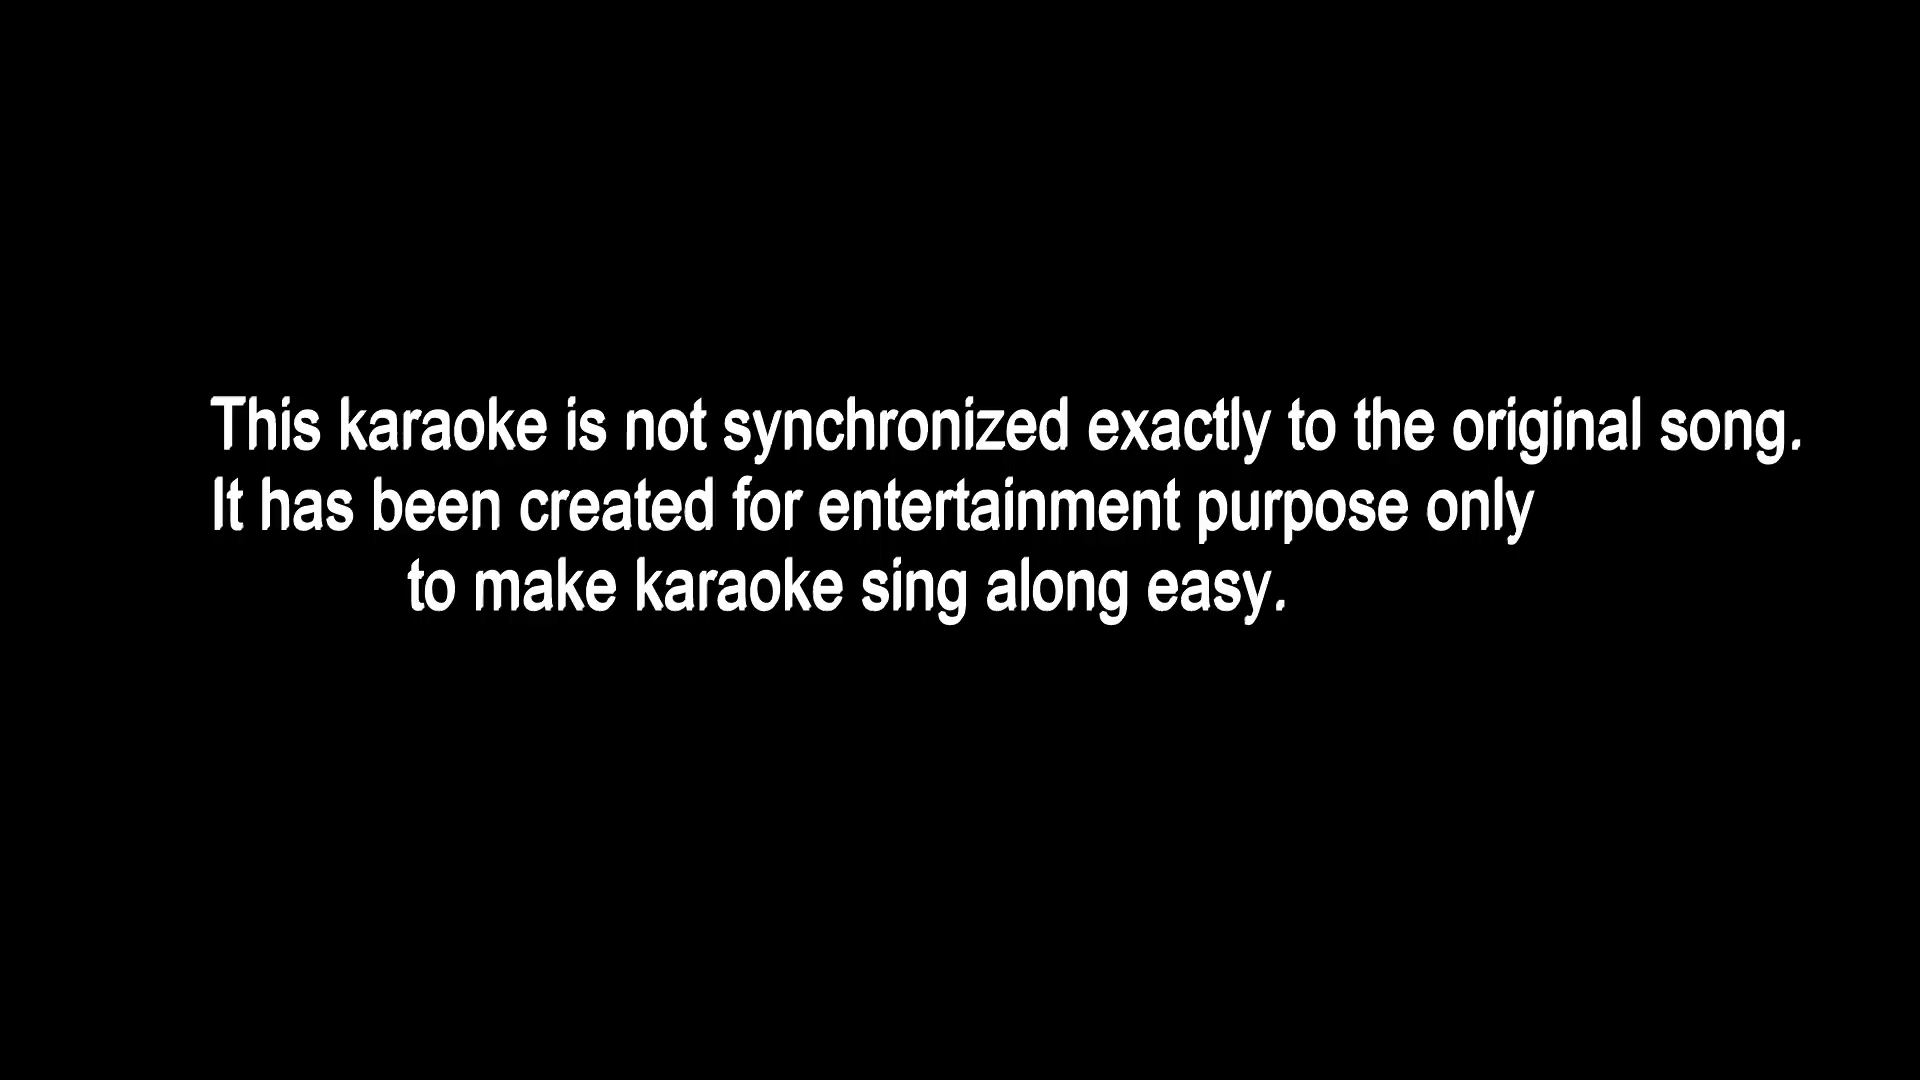 This karaoke is not synchronized exactly to the original song.
It has been created for entertainment purpose only
to make karaoke sing along easy.